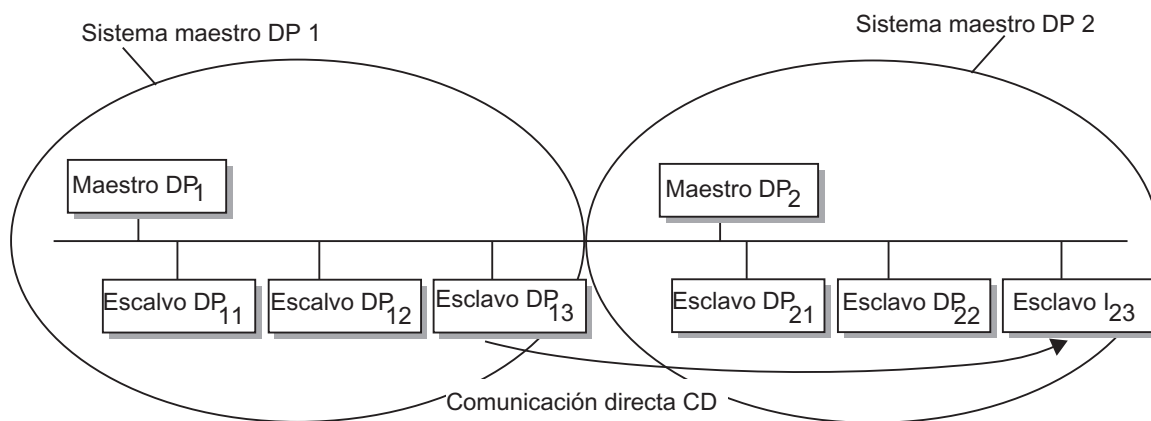 Sistema maestro DP 1
Sistema maestro DP 2
Maestro DP1
Maestro DP2
Escalvo DP11
Escalvo DP12
Esclavo DP13
Esclavo DP21
Esclavo DP22
Esclavo I23
Comunicación directa CD